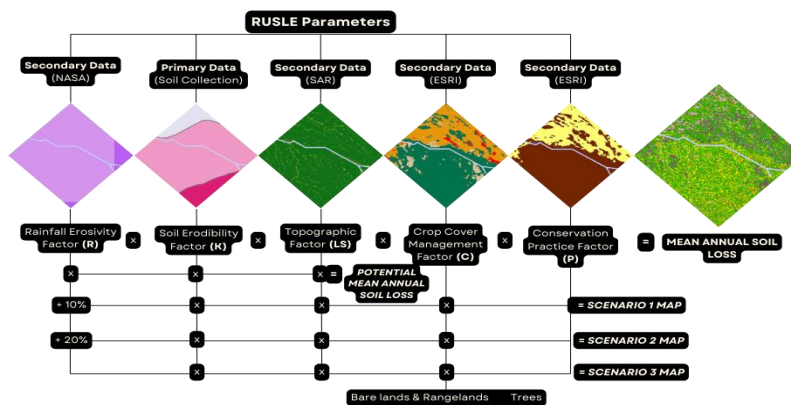 RUSLE Parameters
Secondary Data
(NASA)
Primary Data
(Soil Collection)
Secondary Data
(SAR)
Secondary Data
(ESRI)
Secondary Data
(ESRI)
Rainfall Erosivity
Factor (R)
x
Soil Erodibility
Factor (K)
x
Topographic
Factor (LS)
x
Crop Cover
Management
Factor (C)
x
Conservation
Practice Factor
(P)
=
MEAN ANNUAL SOIL
LOSS
x
x
x
=
POTENTIAL
MEAN ANNUAL
SOIL LOSS
+ 10%
x
x
x
= SCENARIO 1 MAP
+ 20%
x
x
x
= SCENARIO 2 MAP
x
x
x
= SCENARIO 3 MAP
Bare lands & Rangelands Trees